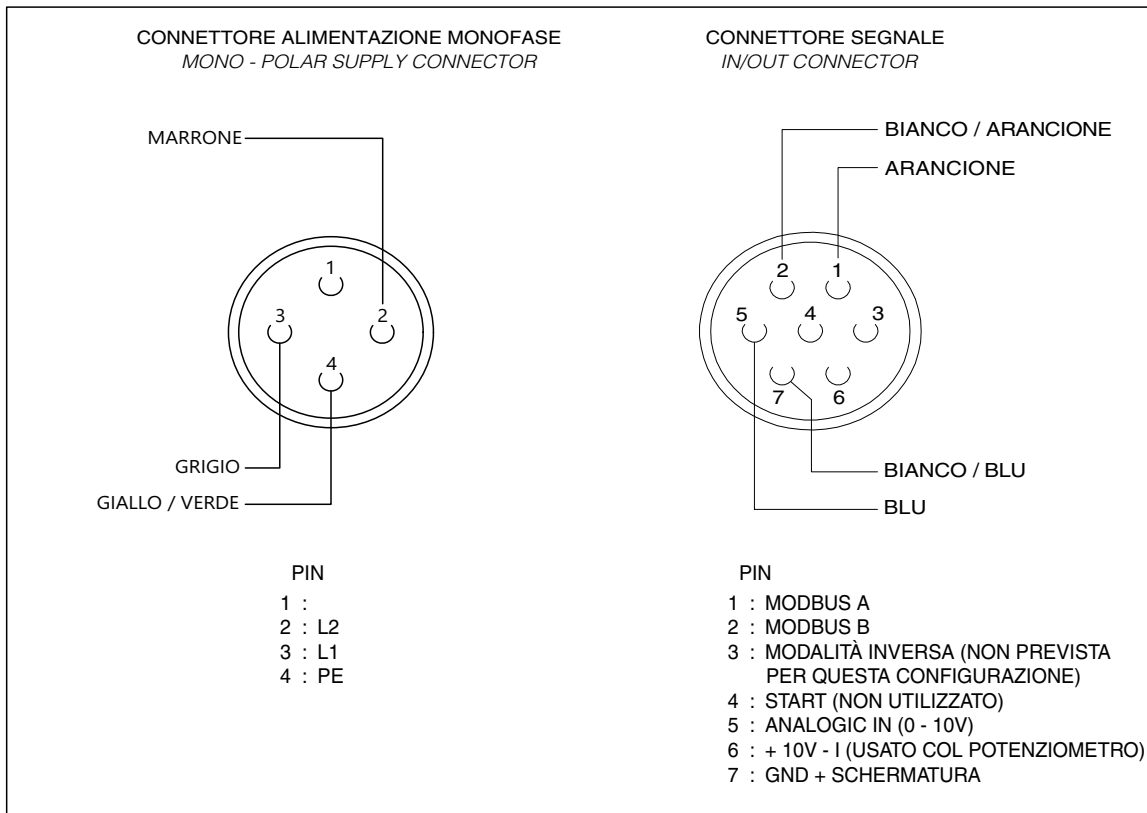 CONNETTORE ALIMENTAZIONE MONOFASE
MONO - POLAR SUPPLY CONNECTOR
MARRONE
1
3
2
4
GRIGIO
GIALLO / VERDE
PIN
1 :
2 : L2
3 : L1
4 : PE
CONNETTORE SEGNALE
IN/OUT CONNECTOR
BIANCO / ARANCIONE
ARANCIONE
2
1
5
4
3
7
6
BIANCO / BLU
BLU
PIN
1 : MODBUS A
2 : MODBUS B
3 : MODALITÀ INVERSA (NON PREVISTA
PER QUESTA CONFIGURAZIONE)
4 : START (NON UTILIZZATO)
5 : ANALOGIC IN (0 - 10V)
6 : + 10V - I (USATO COL POTENZIOMETRO)
7 : GND + SCHERMATURA